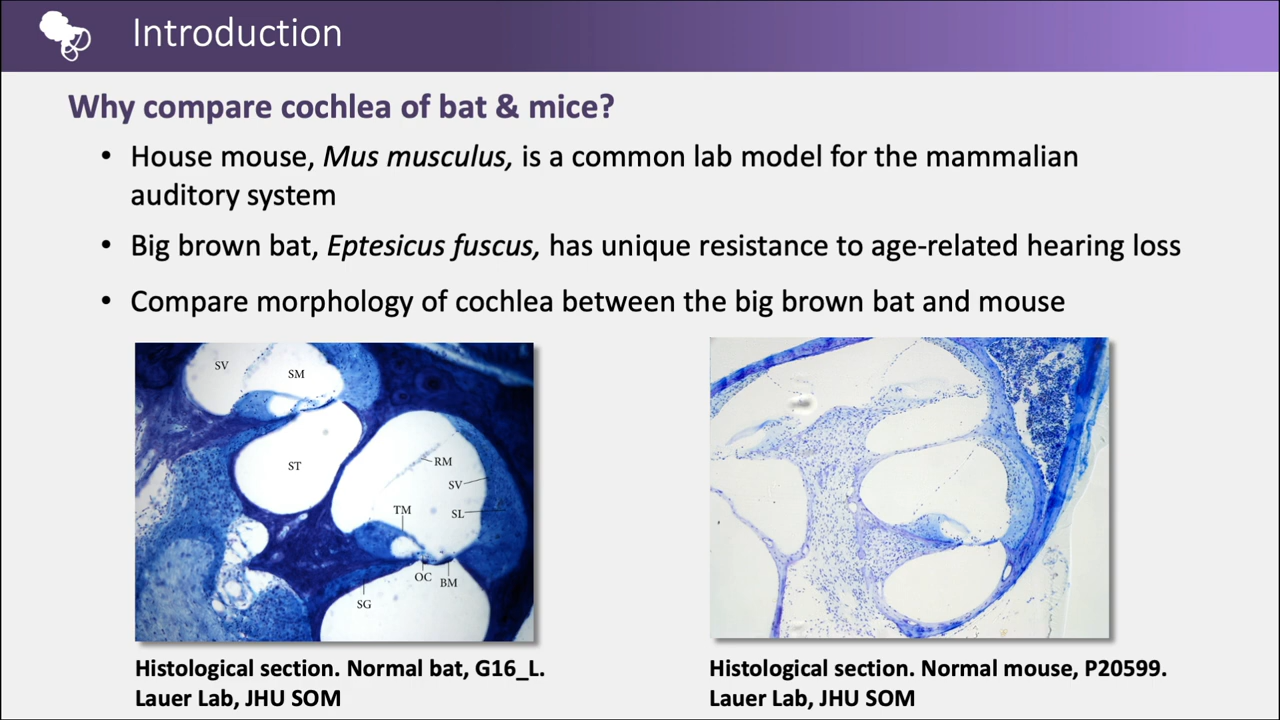 Introduction
Why compare cochlea of bat & mice?
• House mouse, Mus musculus, is a common lab model for the mammalian
auditory system
• Big brown bat, Eptesicus fuscus, has unique resistance to age-related hearing loss
• Compare morphology of cochlea between the big brown bat and mouse
SV
SM
ST
RM
SV
TM
SL
OC
BM
SG
Histological section. Normal bat, G16_L.
Lauer Lab, JHU SOM
Histological section. Normal mouse, P20599.
Lauer Lab, JHU SOM